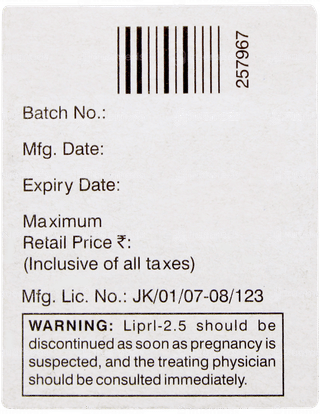 257967
Batch No.:
Mfg. Date:
Expiry Date:
Maximum
Retail Price ₹:
(Inclusive of all taxes)
Mfg. Lic. No.: JK/01/07-08/123
WARNING: Liprl-2.5 should be
discontinued as soon as pregnancy is
suspected, and the treating physician
should be consulted immediately.